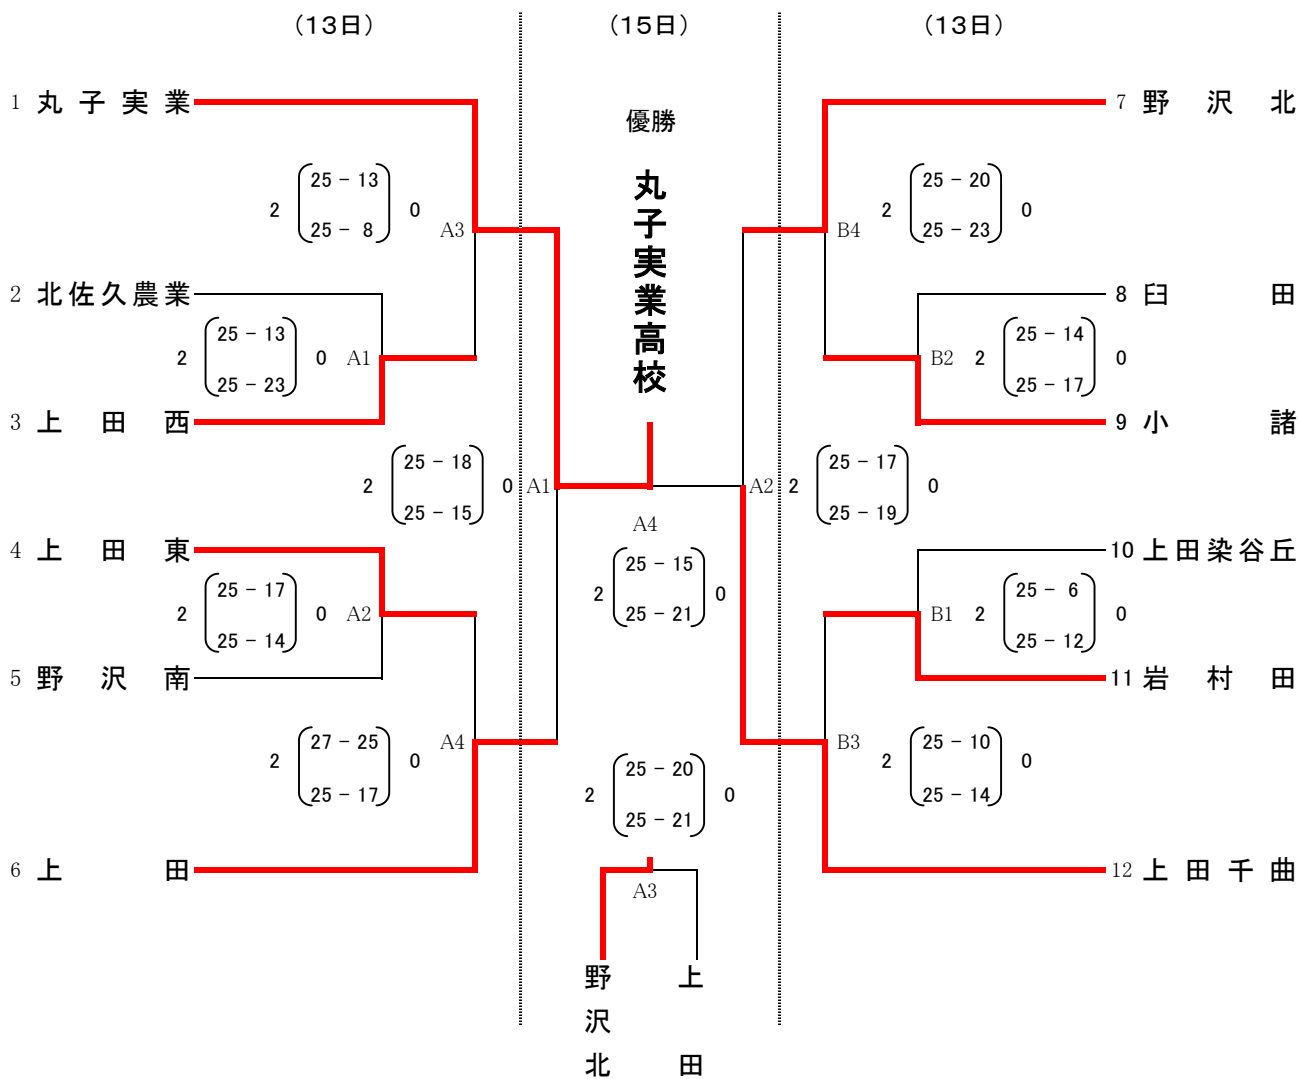 （13日） （15日） （13日）
1 丸子実業
7 野沢北
優勝
丸子実業高校
25 − 13
2 0
25 − 8
A3
25 − 20
B4 2 0
25 − 23
2 北佐久農業
8 臼田
25 − 13
2 0 A1
25 − 23
25 − 14
B2 2 0
25 − 17
3 上田西
9 小諸
25 − 18
2 0 A1
25 − 15
25 − 17
A2 2 0
25 − 19
4 上田東
10 上田染谷丘
A4
25 − 15
2 0
25 − 21
25 − 17
2 0 A2
25 − 14
25 − 6
B1 2 0
25 − 12
5 野沢南
11 岩村田
27 − 25
2 0
25 − 17
A4
25 − 20
2 0
25 − 21
B3
25 − 10
2 0
25 − 14
6 上田
12 上田千曲
A3
野沢北
上田